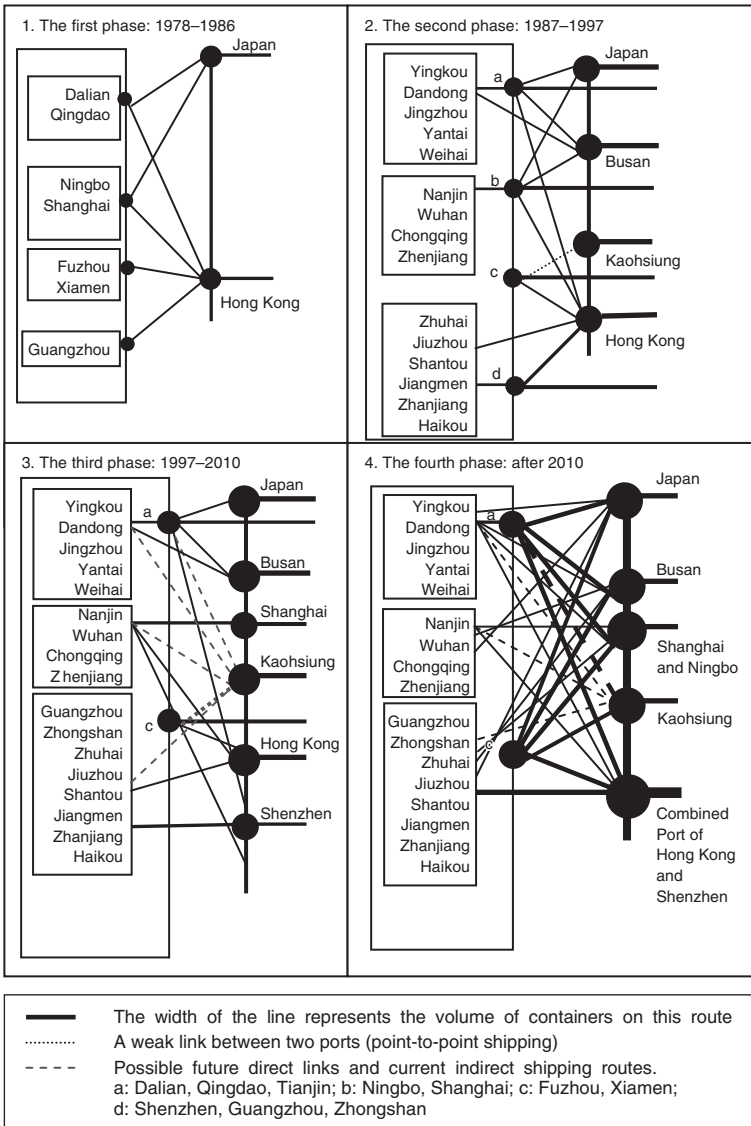 1. The first phase: 1978–1986
Japan
Dalian
Qingdao
Ningbo
Shanghai
Fuzhou
Xiamen
Hong Kong
Guangzhou
2. The second phase: 1987–1997
Japan
Yingkou
a
Dandong
Jingzhou
Yantai
Weihai
Busan
b
Nanjin
Wuhan
Chongqing
Zhenjiang
Kaohsiung
c
Zhuhai
Jiuzhou
Hong Kong
Shantou
d
Jiangmen
Zhanjiang
Haikou
3. The third phase: 1997–2010
Japan
Yingkou
a
Dandong
Jingzhou
Yantai
Weihai
Busan
Nanjin
Shanghai
Wuhan
Chongqing
Zhenjiang
Kaohsiung
Guangzhou
c
Zhongshan
Zhuhai
Hong Kong
Jiuzhou
Shantou
Jiangmen
Shenzhen
Zhanjiang
Haikou
4. The fourth phase: after 2010
Japan
Yingkou
a
Dandong
Jingzhou
Yantai
Weihai
Busan
Nanjin
Wuhan
Chongqing
Zhenjiang
Shanghai
and Ningbo
Kaohsiung
Guangzhou
Zhongshan
c
Zhuhai
Jiuzhou
Shantou
Jiangmen
Zhanjiang
Haikou
Combined
Port of
Hong Kong
and
Shenzhen
The width of the line represents the volume of containers on this route
A weak link between two ports (point-to-point shipping)
Possible future direct links and current indirect shipping routes.
a: Dalian, Qingdao, Tianjin; b: Ningbo, Shanghai; c: Fuzhou, Xiamen;
d: Shenzhen, Guangzhou, Zhongshan